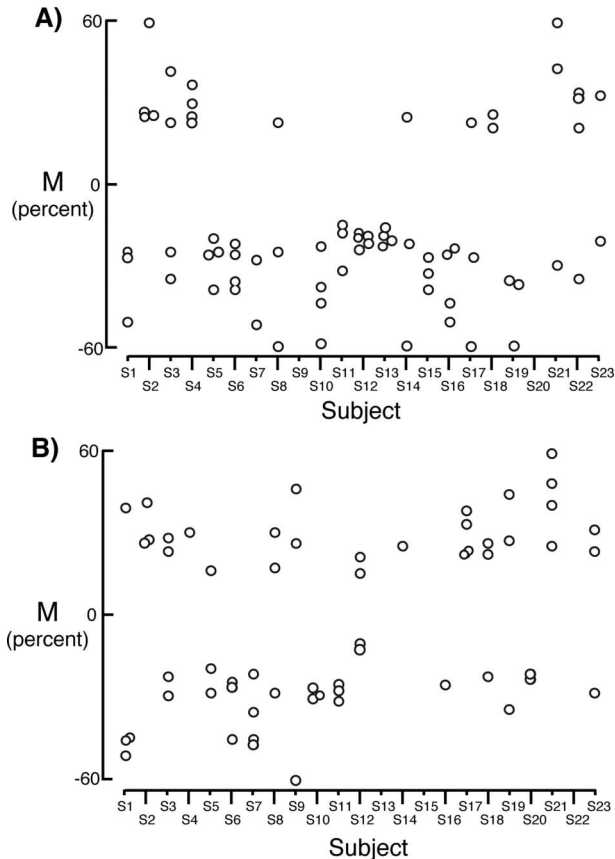 A)
60
0
-60
M
(percent)
S1 S3 S5 S7 S9 S11 S13 S15 S17 S19 S21 S23
S2 S4 S6 S8 S10 S12 S14 S16 S18 S20 S22
Subject
B)
60
0
-60
M
(percent)
S1 S3 S5 S7 S9 S11 S13 S15 S17 S19 S21 S23
S2 S4 S6 S8 S10 S12 S14 S16 S18 S20 S22
Subject